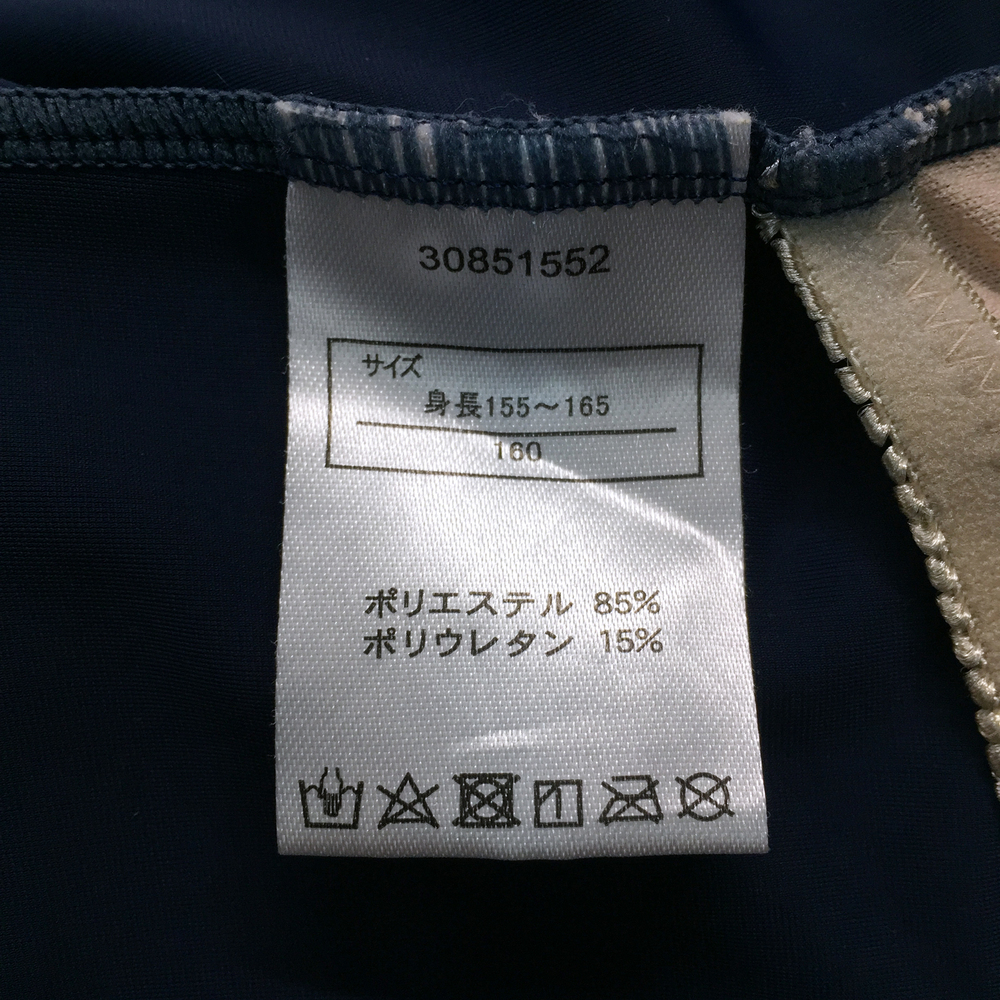 30851552
サイズ
身長155～165
160
ポリエステル 85%
ポリウレタン 15%